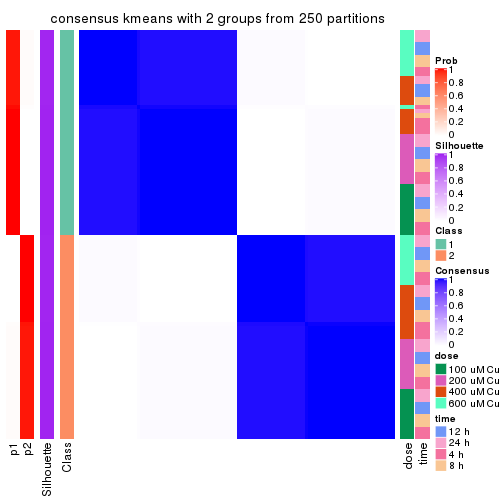 consensus kmeans with 2 groups from 250 partitions
p1
p2
Silhouette
Class
dose
time
Prob
1
0.8
0.6
0.4
0.2
0
Silhouette
1
0.8
0.6
0.4
0.2
0
Class
1
2
Consensus
1
0.8
0.6
0.4
0.2
0
dose
100 uM Cu
200 uM Cu
400 uM Cu
600 uM Cu
time
12 h
24 h
4 h
8 h